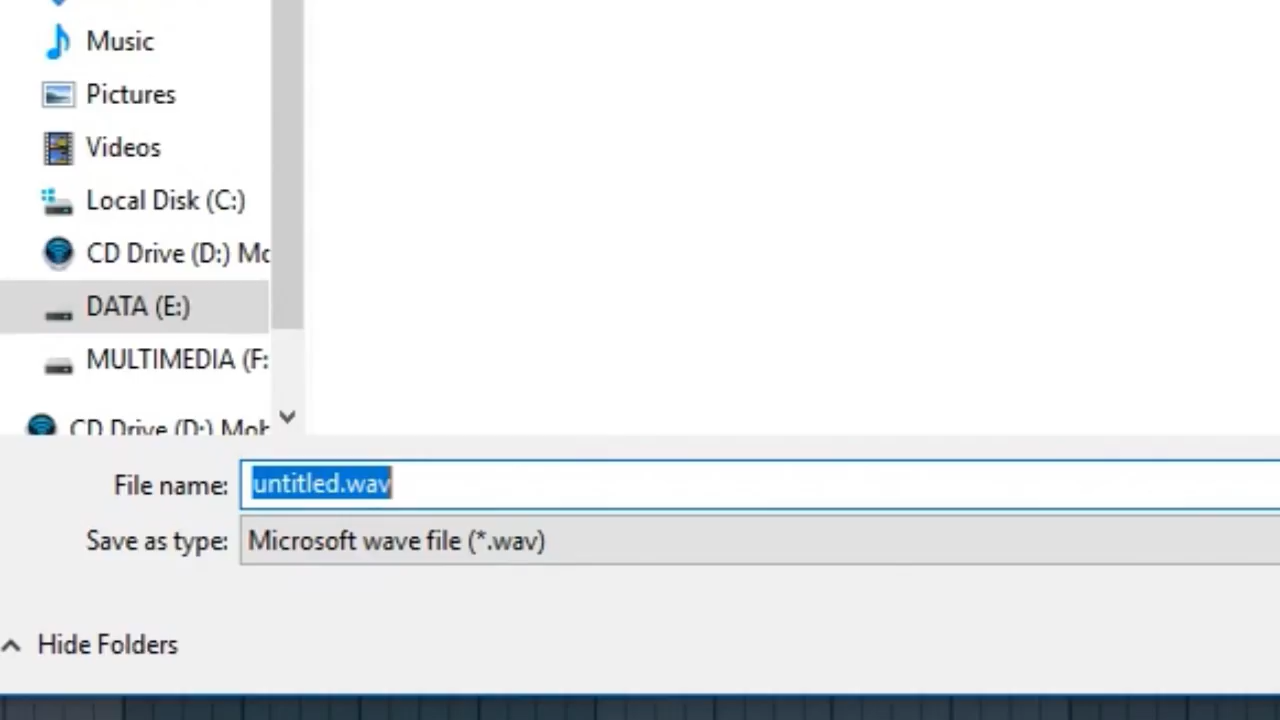 Music
Pictures
Videos
Local Disk (C:)
CD Drive (D:) Mo
DATA (E:)
MULTIMEDIA (F:
CD Drive (D:) Mob
File name: untitled.wav
Save as type: Microsoft wave file (*.wav)
Hide Folders